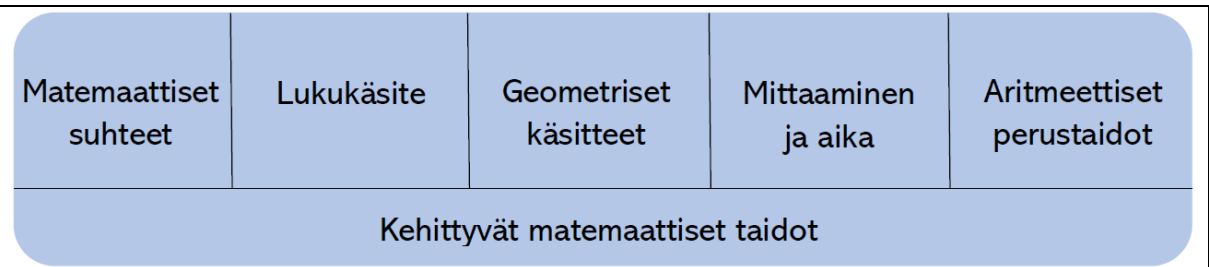 Matemaattiset
suhteet
Lukukäsite
Geometriset
käsitteet
Mittaaminen
ja aika
Aritmeettiset
perustaidot
Kehittyvät matemaattiset taidot